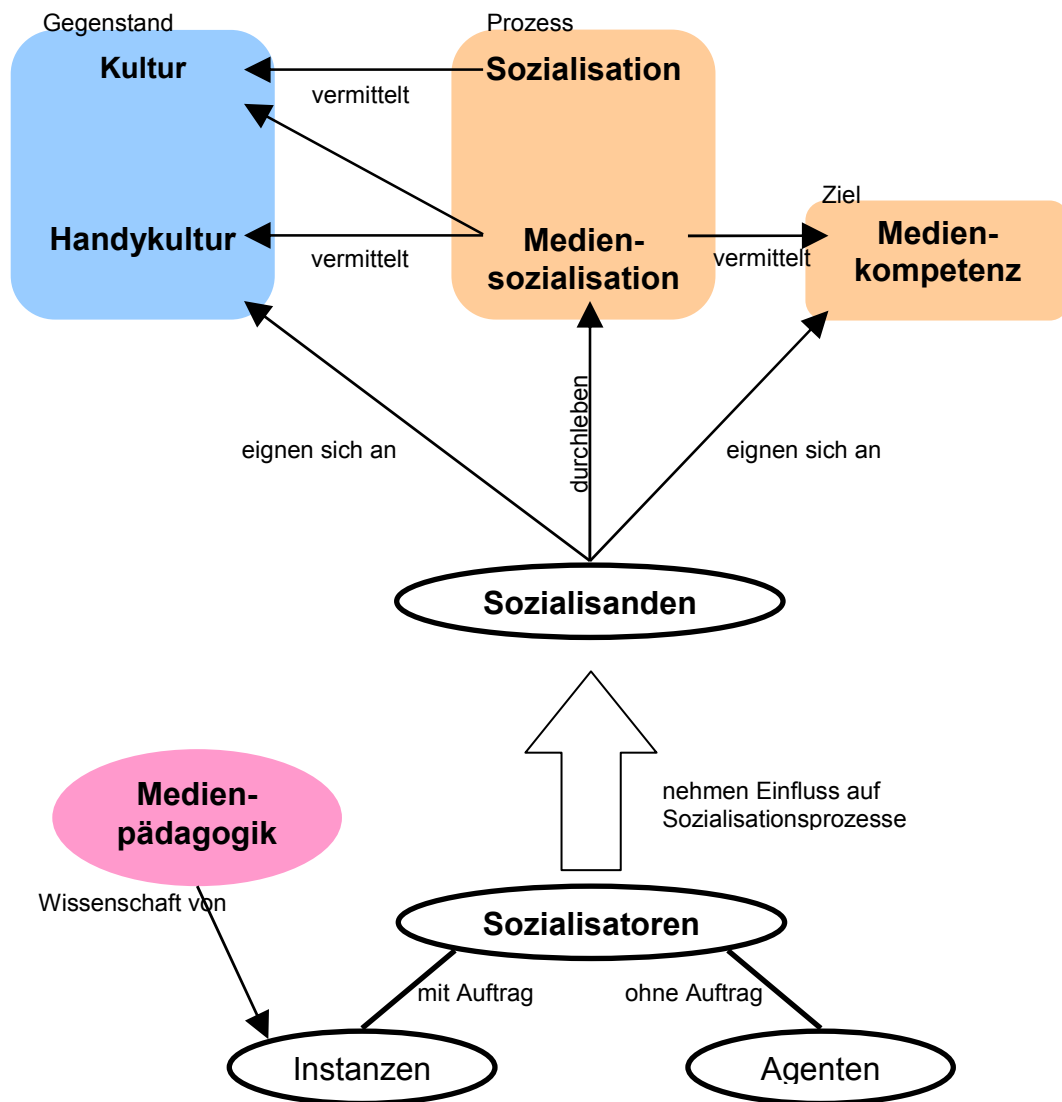 Gegenstand
Prozess
Kultur
Sozialisation
vermittelt
Ziel
Handykultur
Medien-
sozialisation
vermittelt
vermittelt
Medien-
kompetenz
eignen sich an
durchleben
eignen sich an
Sozialisanden
Medien-
pädagogik
nehmen Einfluss auf
Sozialisationsprozesse
Wissenschaft von
Sozialisatoren
mit Auftrag
ohne Auftrag
Instanzen
Agenten